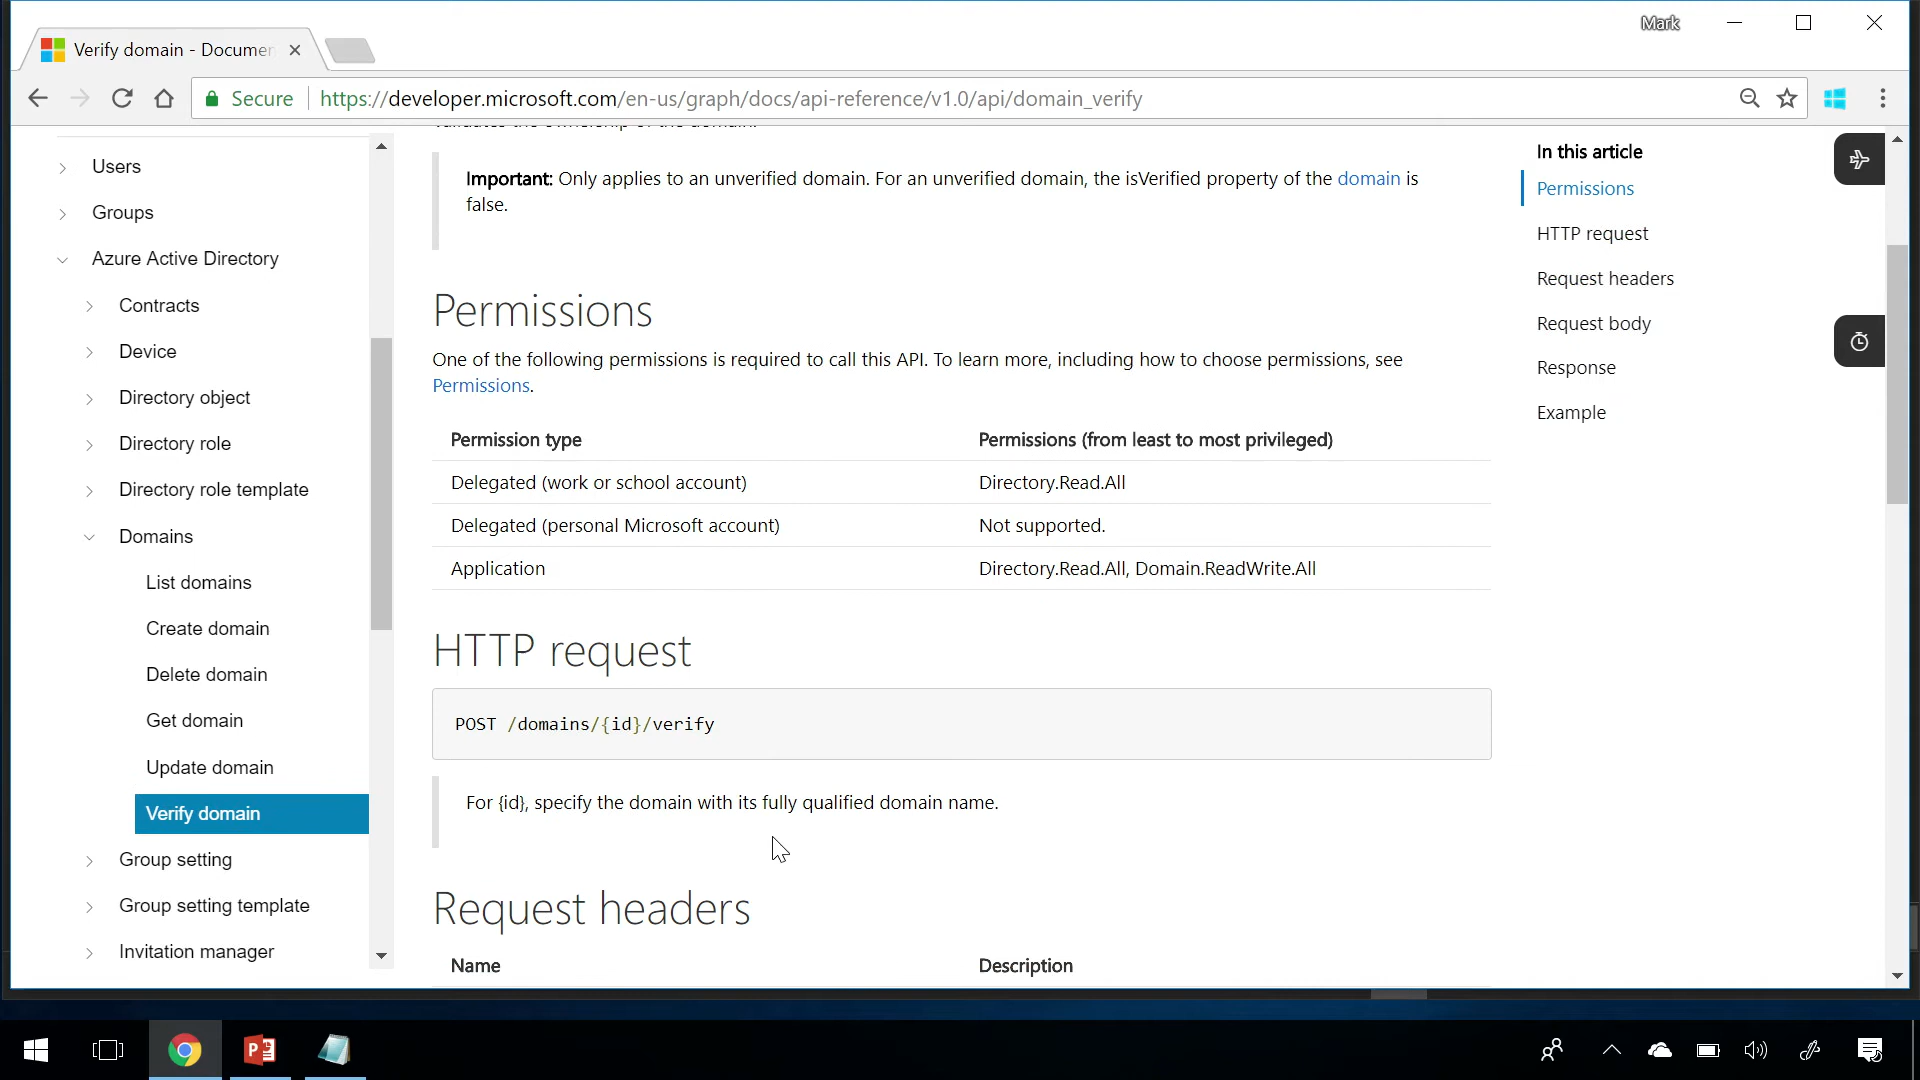 Mark
Verify domain - Documen
Secure
https://developer.microsoft.com/en-us/graph/docs/api-reference/v1.0/api/domain_verify
Users
Groups
Azure Active Directory
Contracts
Device
Directory object
Directory role
Directory role template
Domains
List domains
Create domain
Delete domain
Get domain
Update domain
Verify domain
Group setting
Group setting template
Invitation manager
validates the ownership of the domain.
Important: Only applies to an unverified domain. For an unverified domain, the isVerified property of the domain is
false.
Permissions
One of the following permissions is required to call this API. To learn more, including how to choose permissions, see
Permissions.
Permission type Permissions (from least to most privileged)
Delegated (work or school account) Directory.Read.All
Delegated (personal Microsoft account) Not supported.
Application Directory.Read.All, Domain.ReadWrite.All
HTTP request
POST /domains/{id}/verify
For {id}, specify the domain with its fully qualified domain name.
Request headers
Name Description
In this article
Permissions
HTTP request
Request headers
Request body
Response
Example